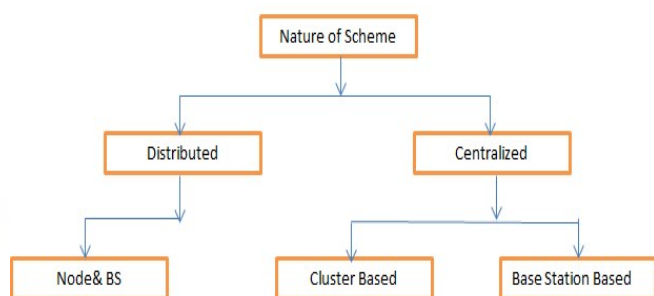 Nature of Scheme
Distributed
Centralized
Node& BS
Cluster Based
Base Station Based